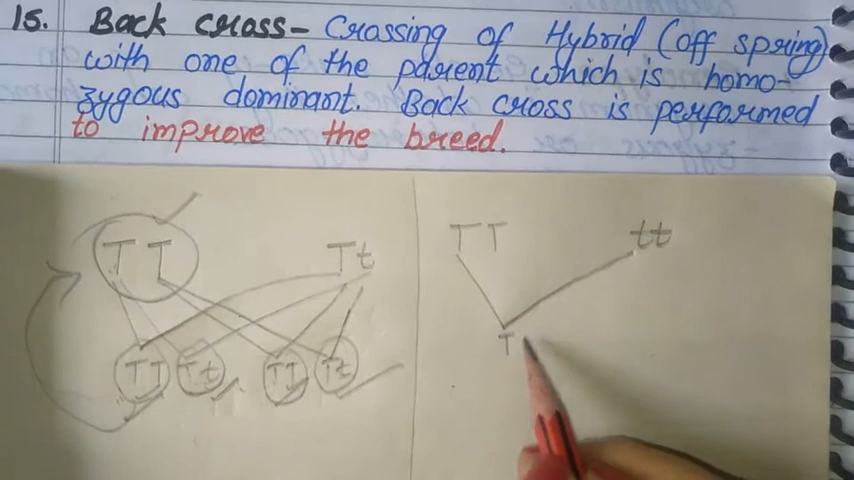 15. Back cross- Crossing of Hybrid (off spring)
with one of the parent which is homo-
zygous dominant. Back cross is performed
to improve the breed.
TT Tt
TT Tt TT Tt
TT tt
T